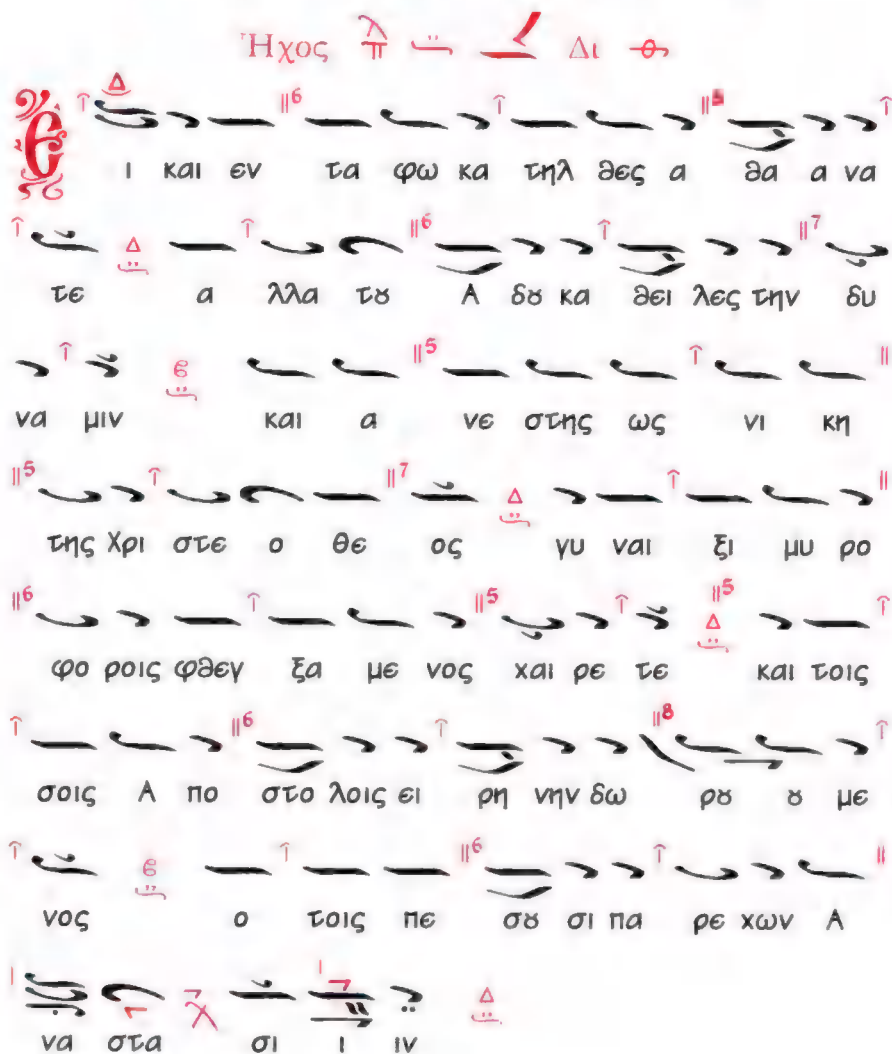 Ἦχος Δι
Ε ι και εν τα φω κα τηλ θες α θα α να
τε Δ α λλα τȣ Α δȣ κα θει λες την δυ
να μιν και α νε στης ως νι κη
της Χρι στε ο θε ος Δ γυ ναι ξι μυ ρο
φο ροις φθεγ ξα με νος χαι ρε τε Δ και τοις
σοις Α πο στο λοις ει ρη νην δω ρȣ ȣ με
νος ο τοις πε σȣ σι πα ρε χων Α
να στα σι ι ιν Δ